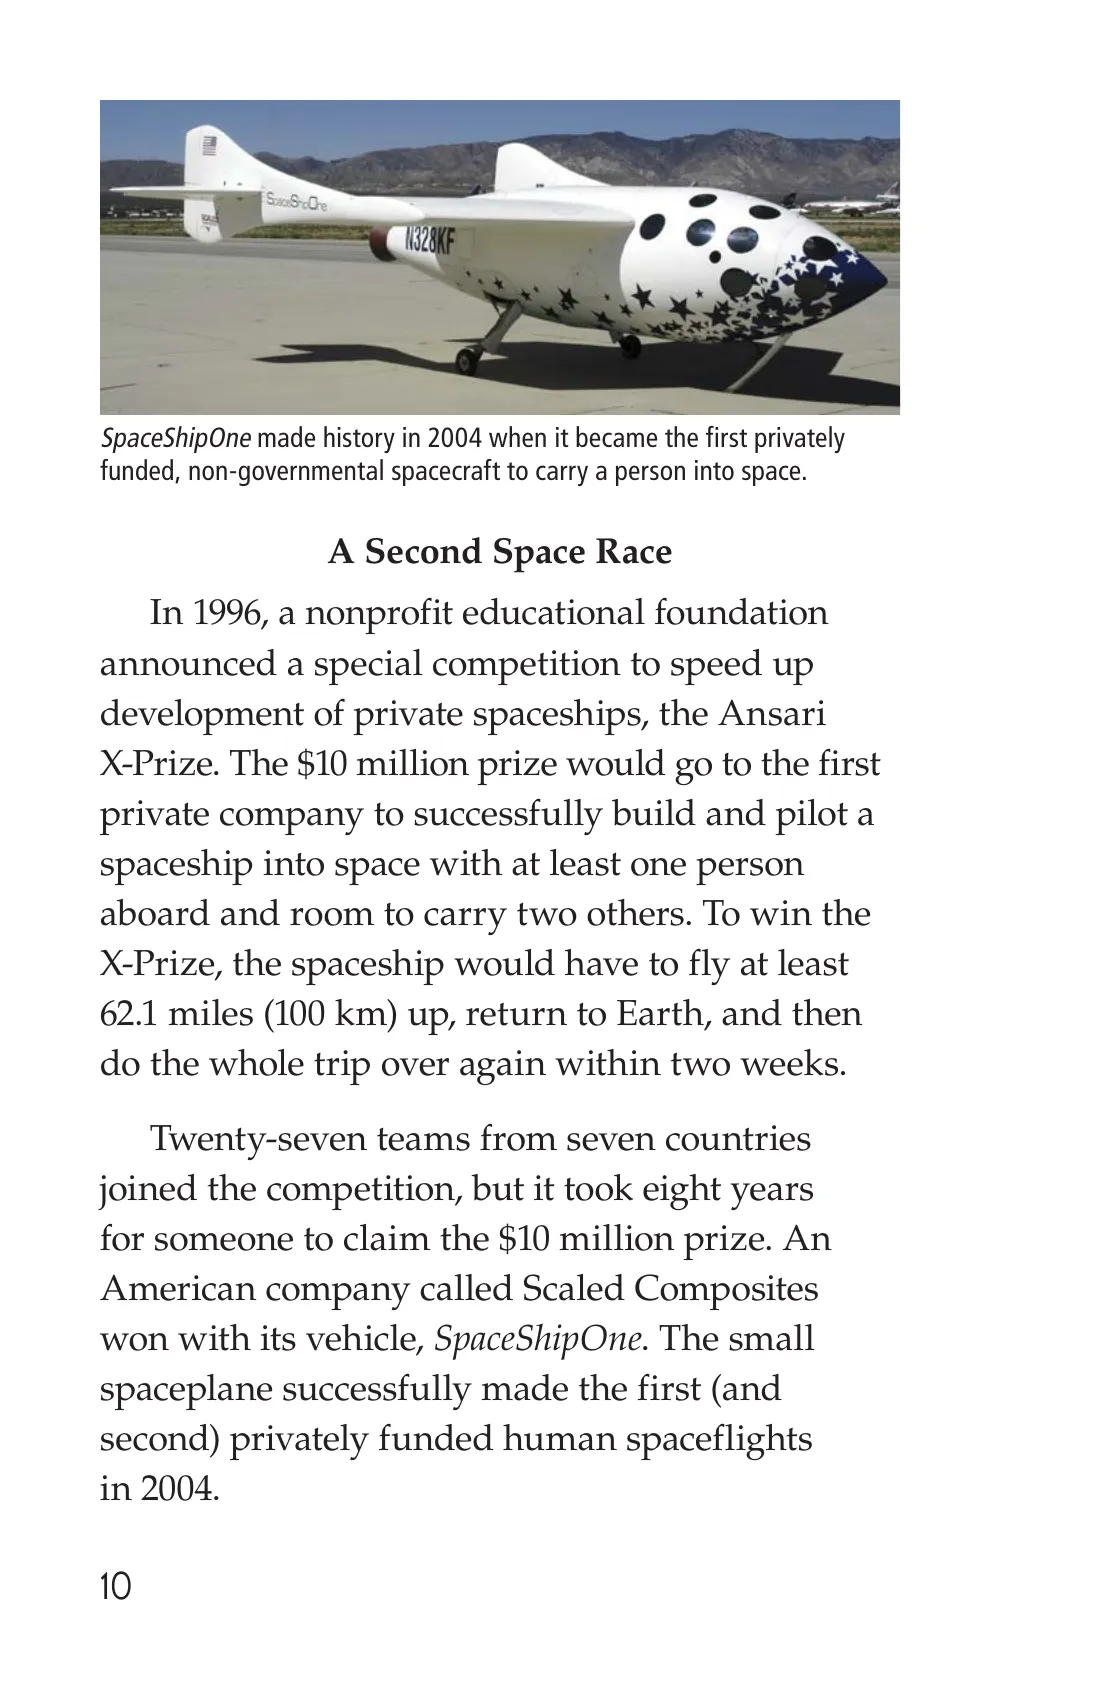 SpaceShipOne
N328KF
SpaceShipOne made history in 2004 when it became the first privately
funded, non-governmental spacecraft to carry a person into space.
A Second Space Race
In 1996, a nonprofit educational foundation
announced a special competition to speed up
development of private spaceships, the Ansari
X-Prize. The $10 million prize would go to the first
private company to successfully build and pilot a
spaceship into space with at least one person
aboard and room to carry two others. To win the
X-Prize, the spaceship would have to fly at least
62.1 miles (100 km) up, return to Earth, and then
do the whole trip over again within two weeks.
Twenty-seven teams from seven countries
joined the competition, but it took eight years
for someone to claim the $10 million prize. An
American company called Scaled Composites
won with its vehicle, SpaceShipOne. The small
spaceplane successfully made the first (and
second) privately funded human spaceflights
in 2004.
10